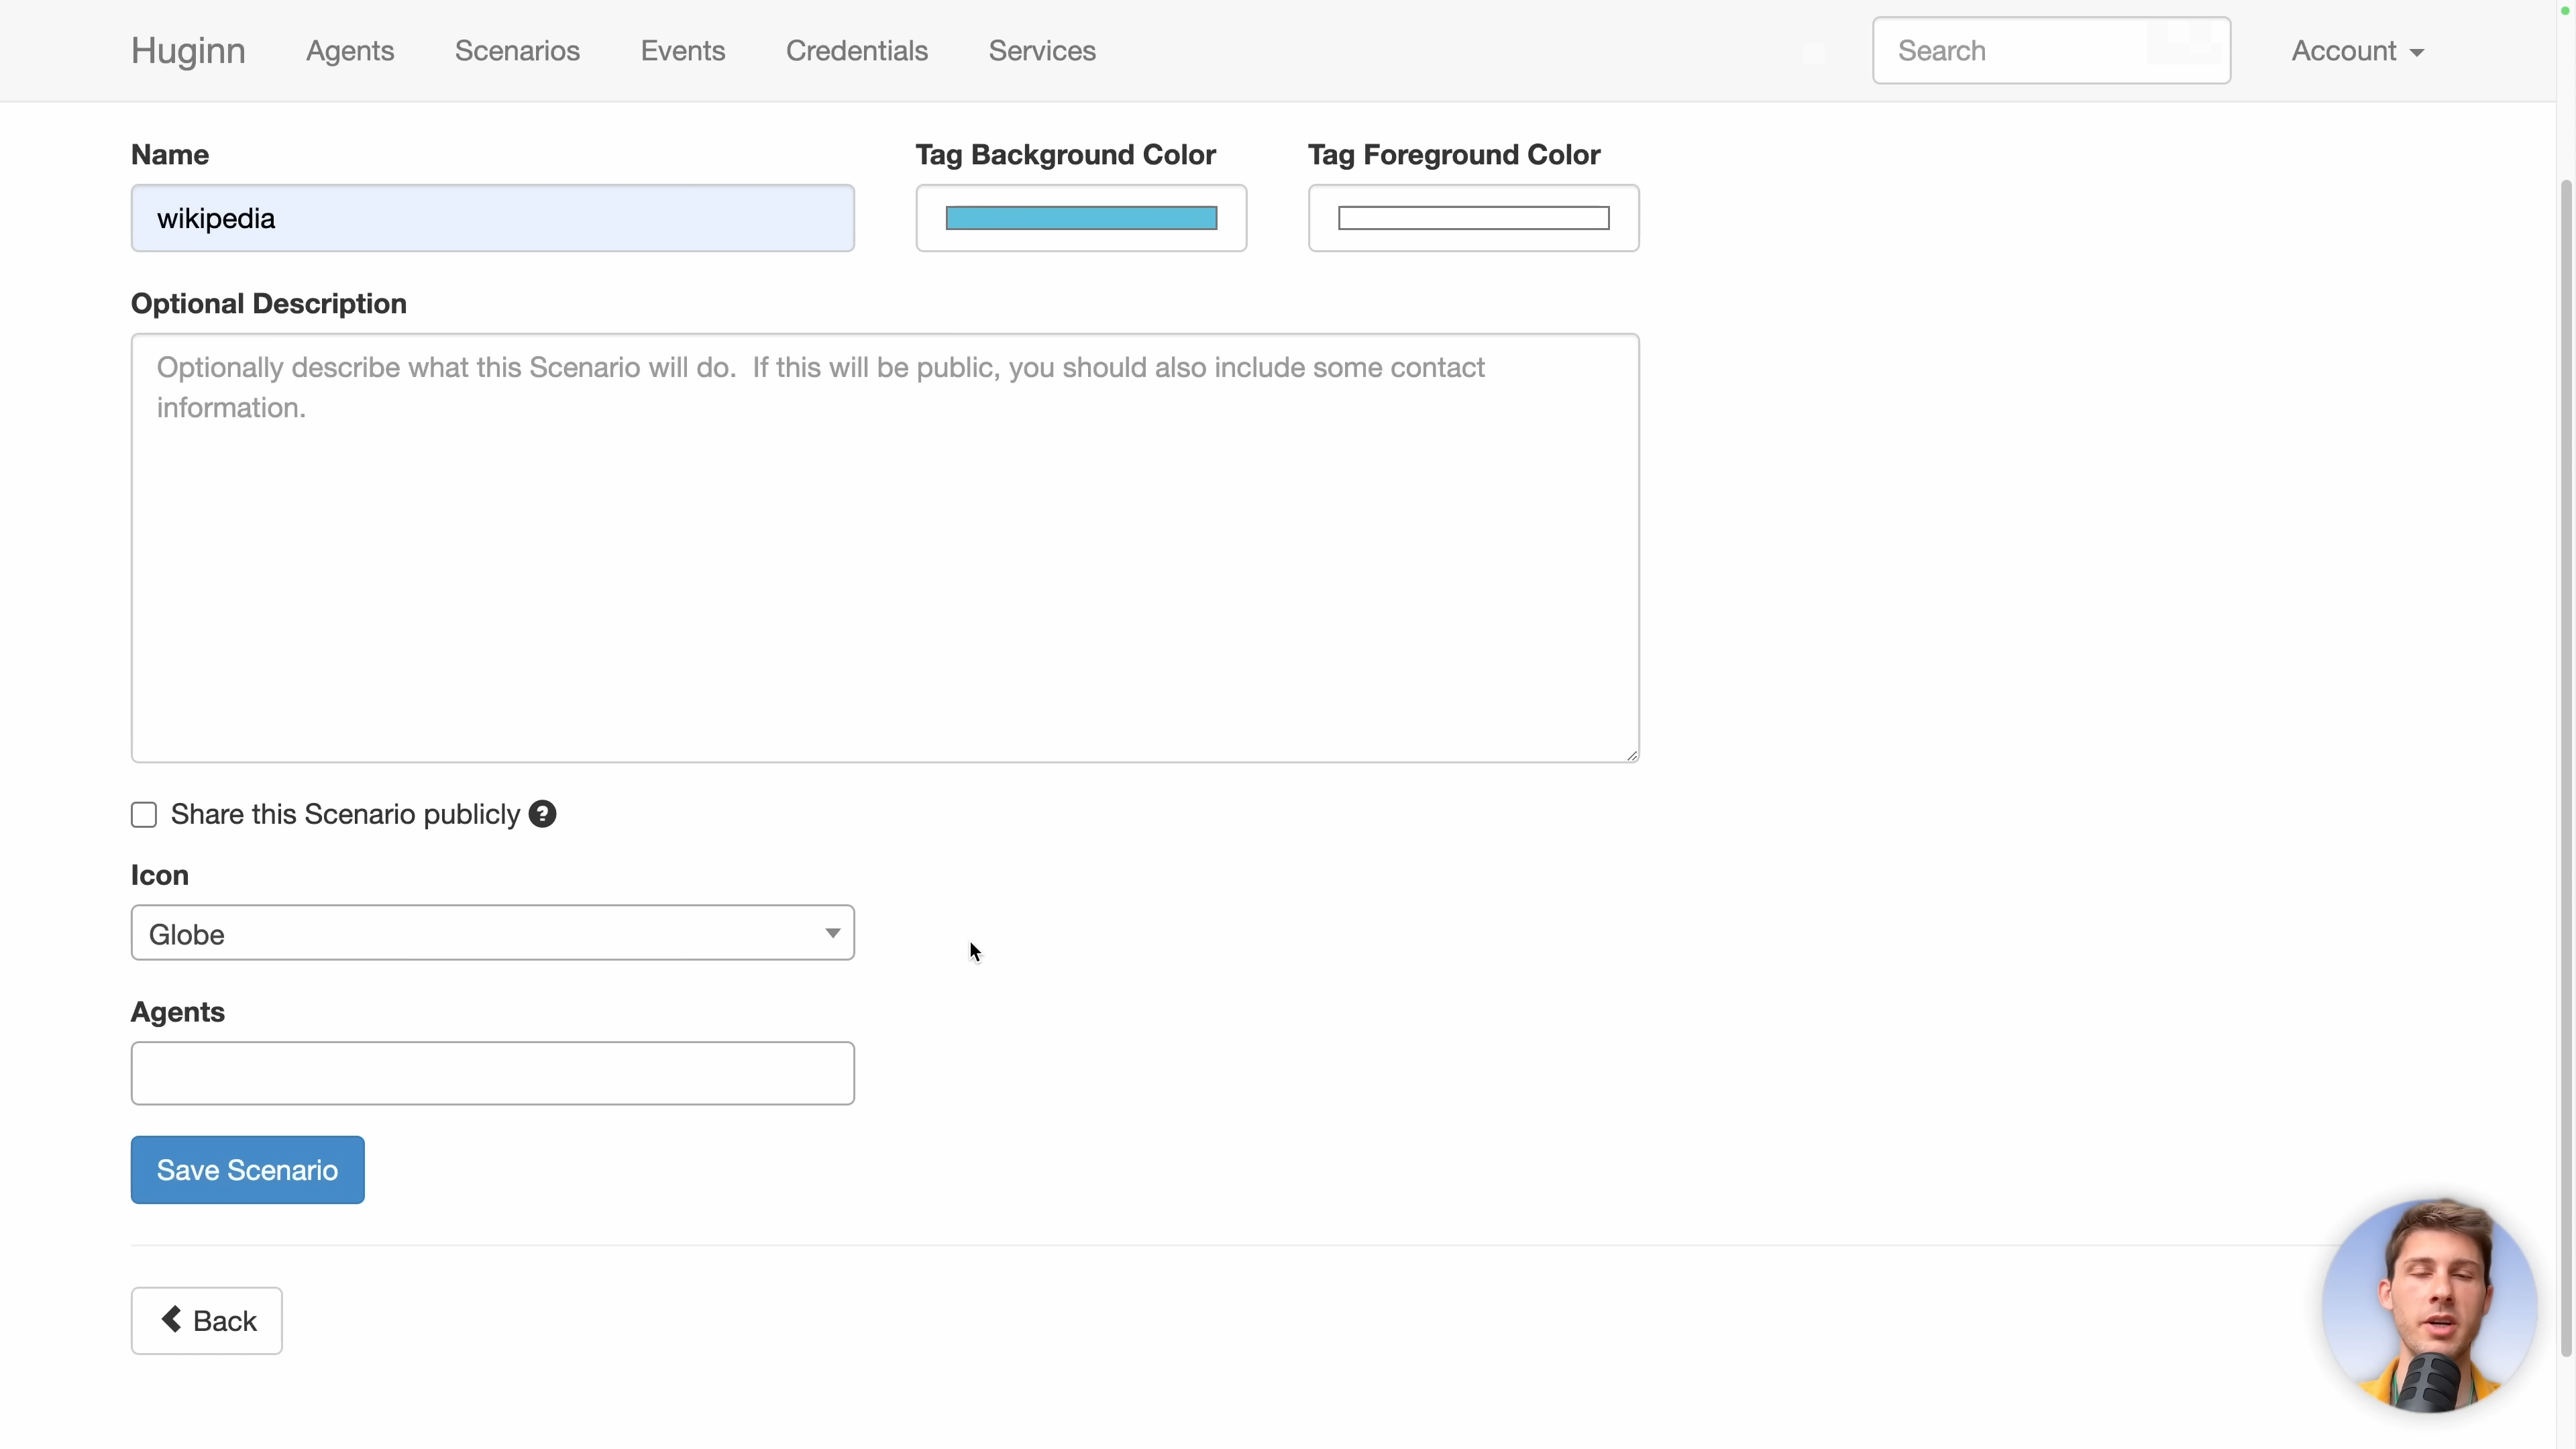 Huginn Agents Scenarios Events Credentials Services Search Account
Name Tag Background Color Tag Foreground Color
wikipedia
Optional Description
Optionally describe what this Scenario will do.  If this will be public, you should also include some contact
information.
Share this Scenario publicly ?
Icon
Globe
Agents
Save Scenario
Back